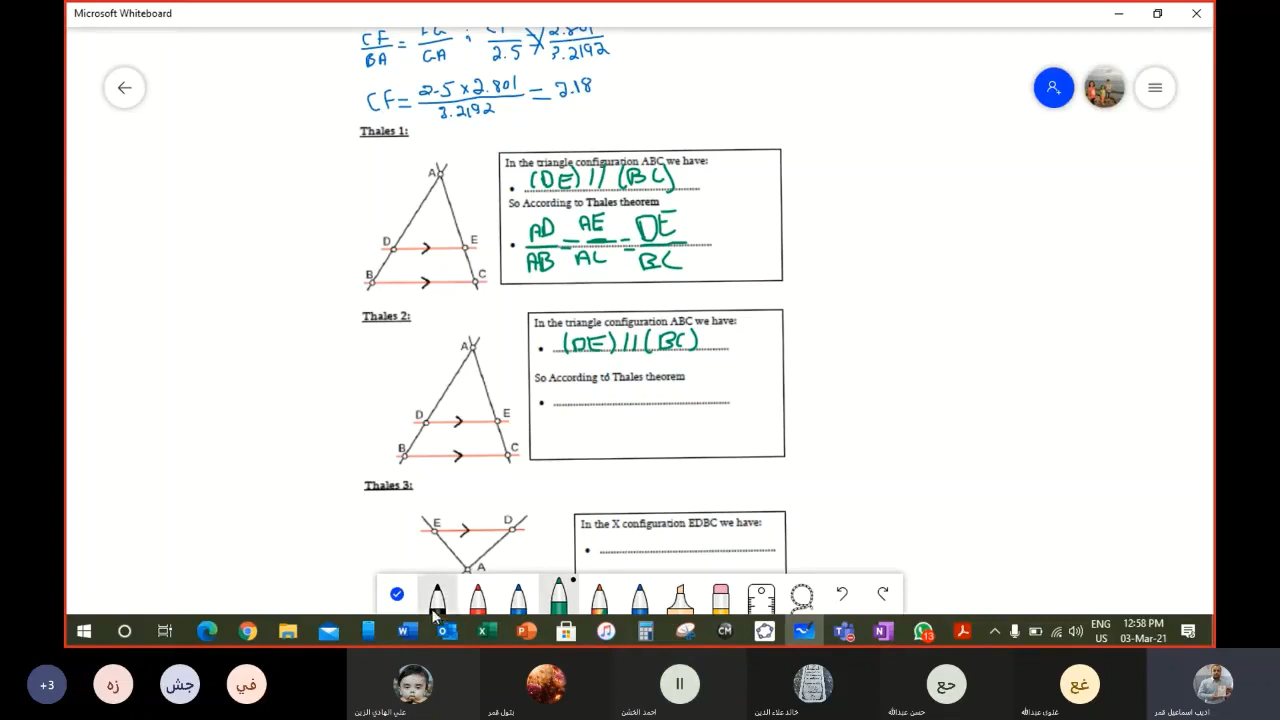 Microsoft Whiteboard
CF/BA = FG/GA ; CF/2.5 2.801/3.2192
CF = 2.5 x 2.801/3.2192 = 2.18
Thales 1:
A
D E
B C
In the triangle configuration ABC we have:
• (DE) // (BC)
So According to Thales theorem
• AD/AB = AE/AC = DE/BC
Thales 2:
A
D E
B C
In the triangle configuration ABC we have:
• (DE) // (BC)
So According to Thales theorem
•
Thales 3:
E D
A
In the X configuration EDBC we have:
•
ENG
US
12:58 PM
03-Mar-21
13
+3
زه
جش
في
علي الهادي الزين
بتول قمر
احمد الخشن
خالد علاء الدين
حع
حسن عبدالله
غع
غنوى عبدالله
اديب اسماعيل قمر